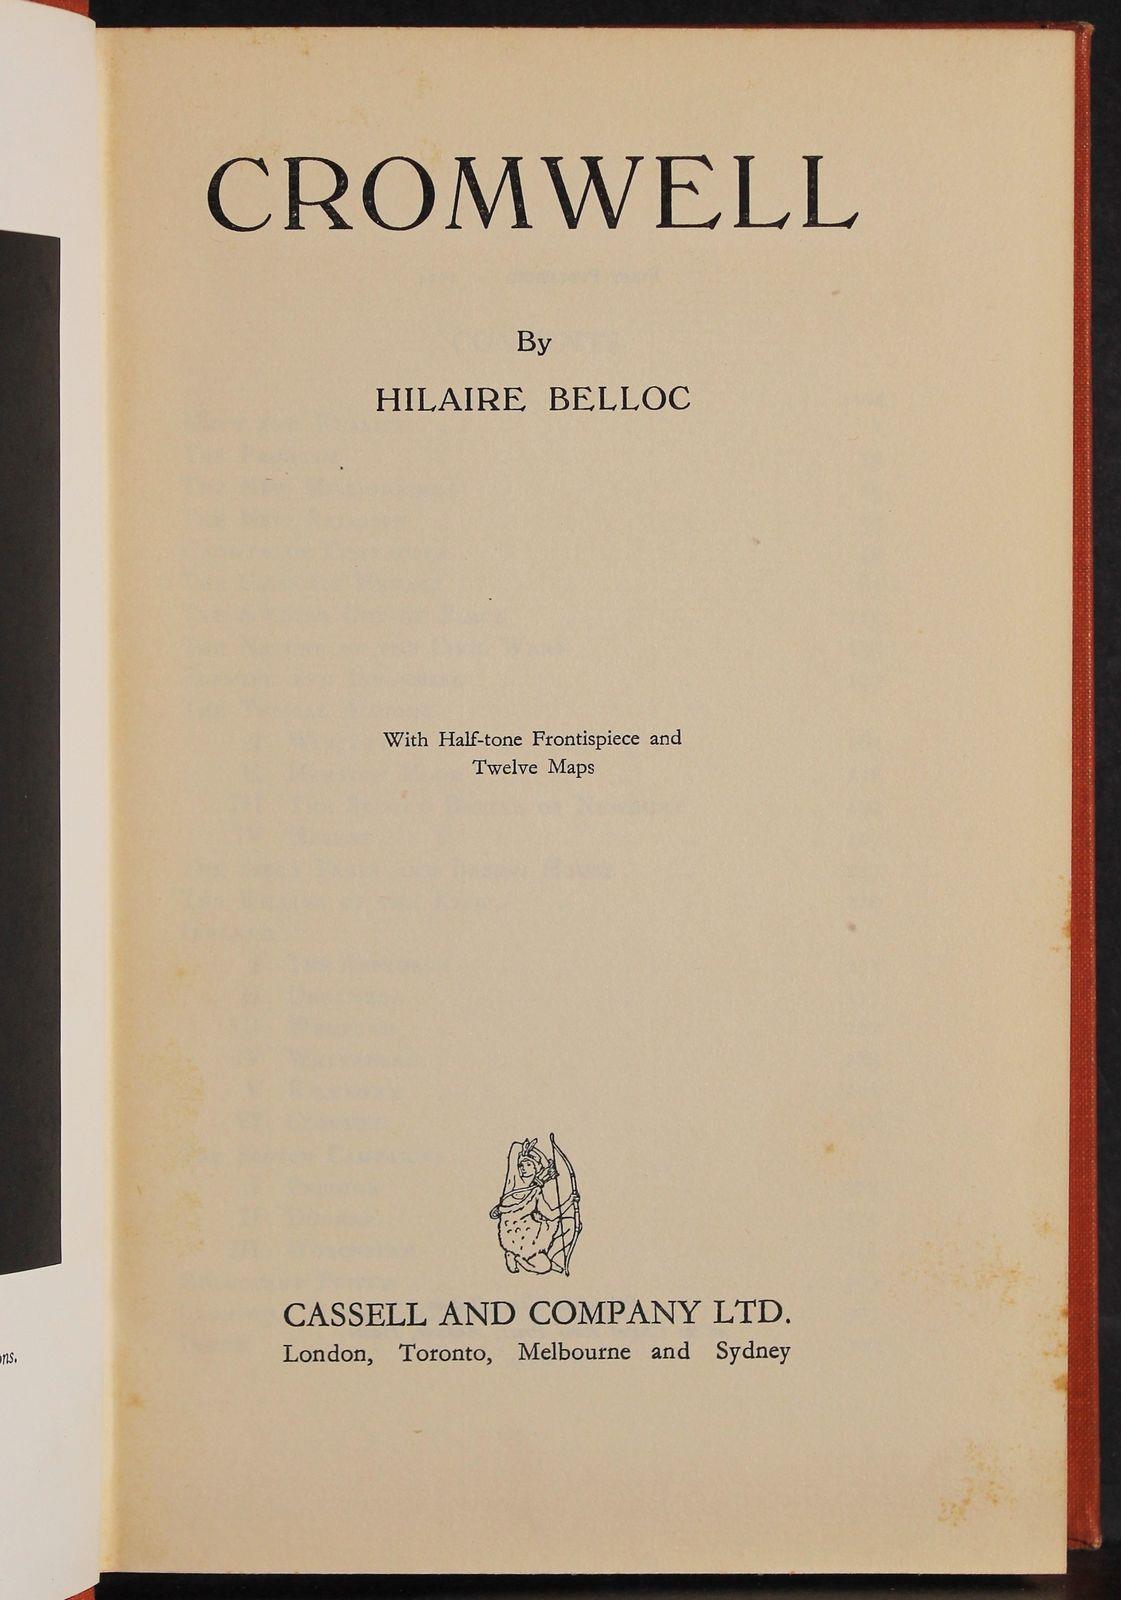 CROMWELL
By
HILAIRE BELLOC
With Half-tone Frontispiece and
Twelve Maps
CASSELL AND COMPANY LTD.
London, Toronto, Melbourne and Sydney